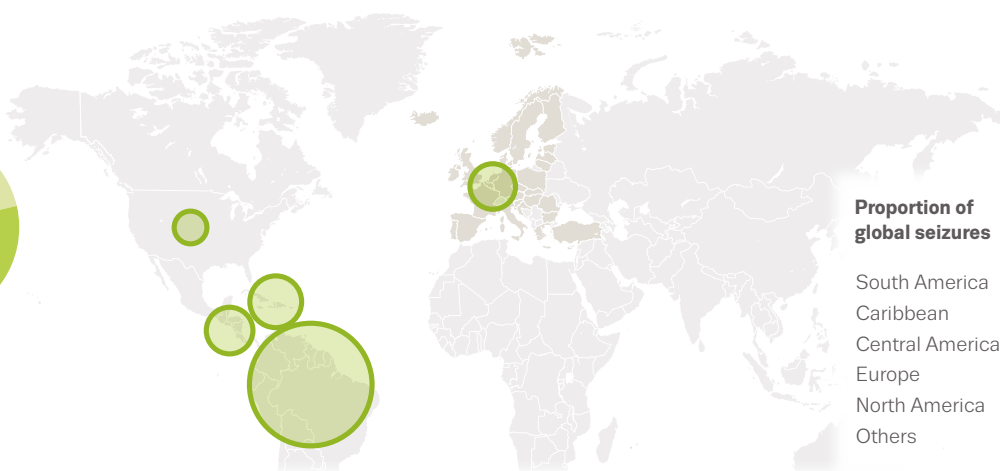 Proportion of
global seizures
South America
Caribbean
Central America
Europe
North America
Others